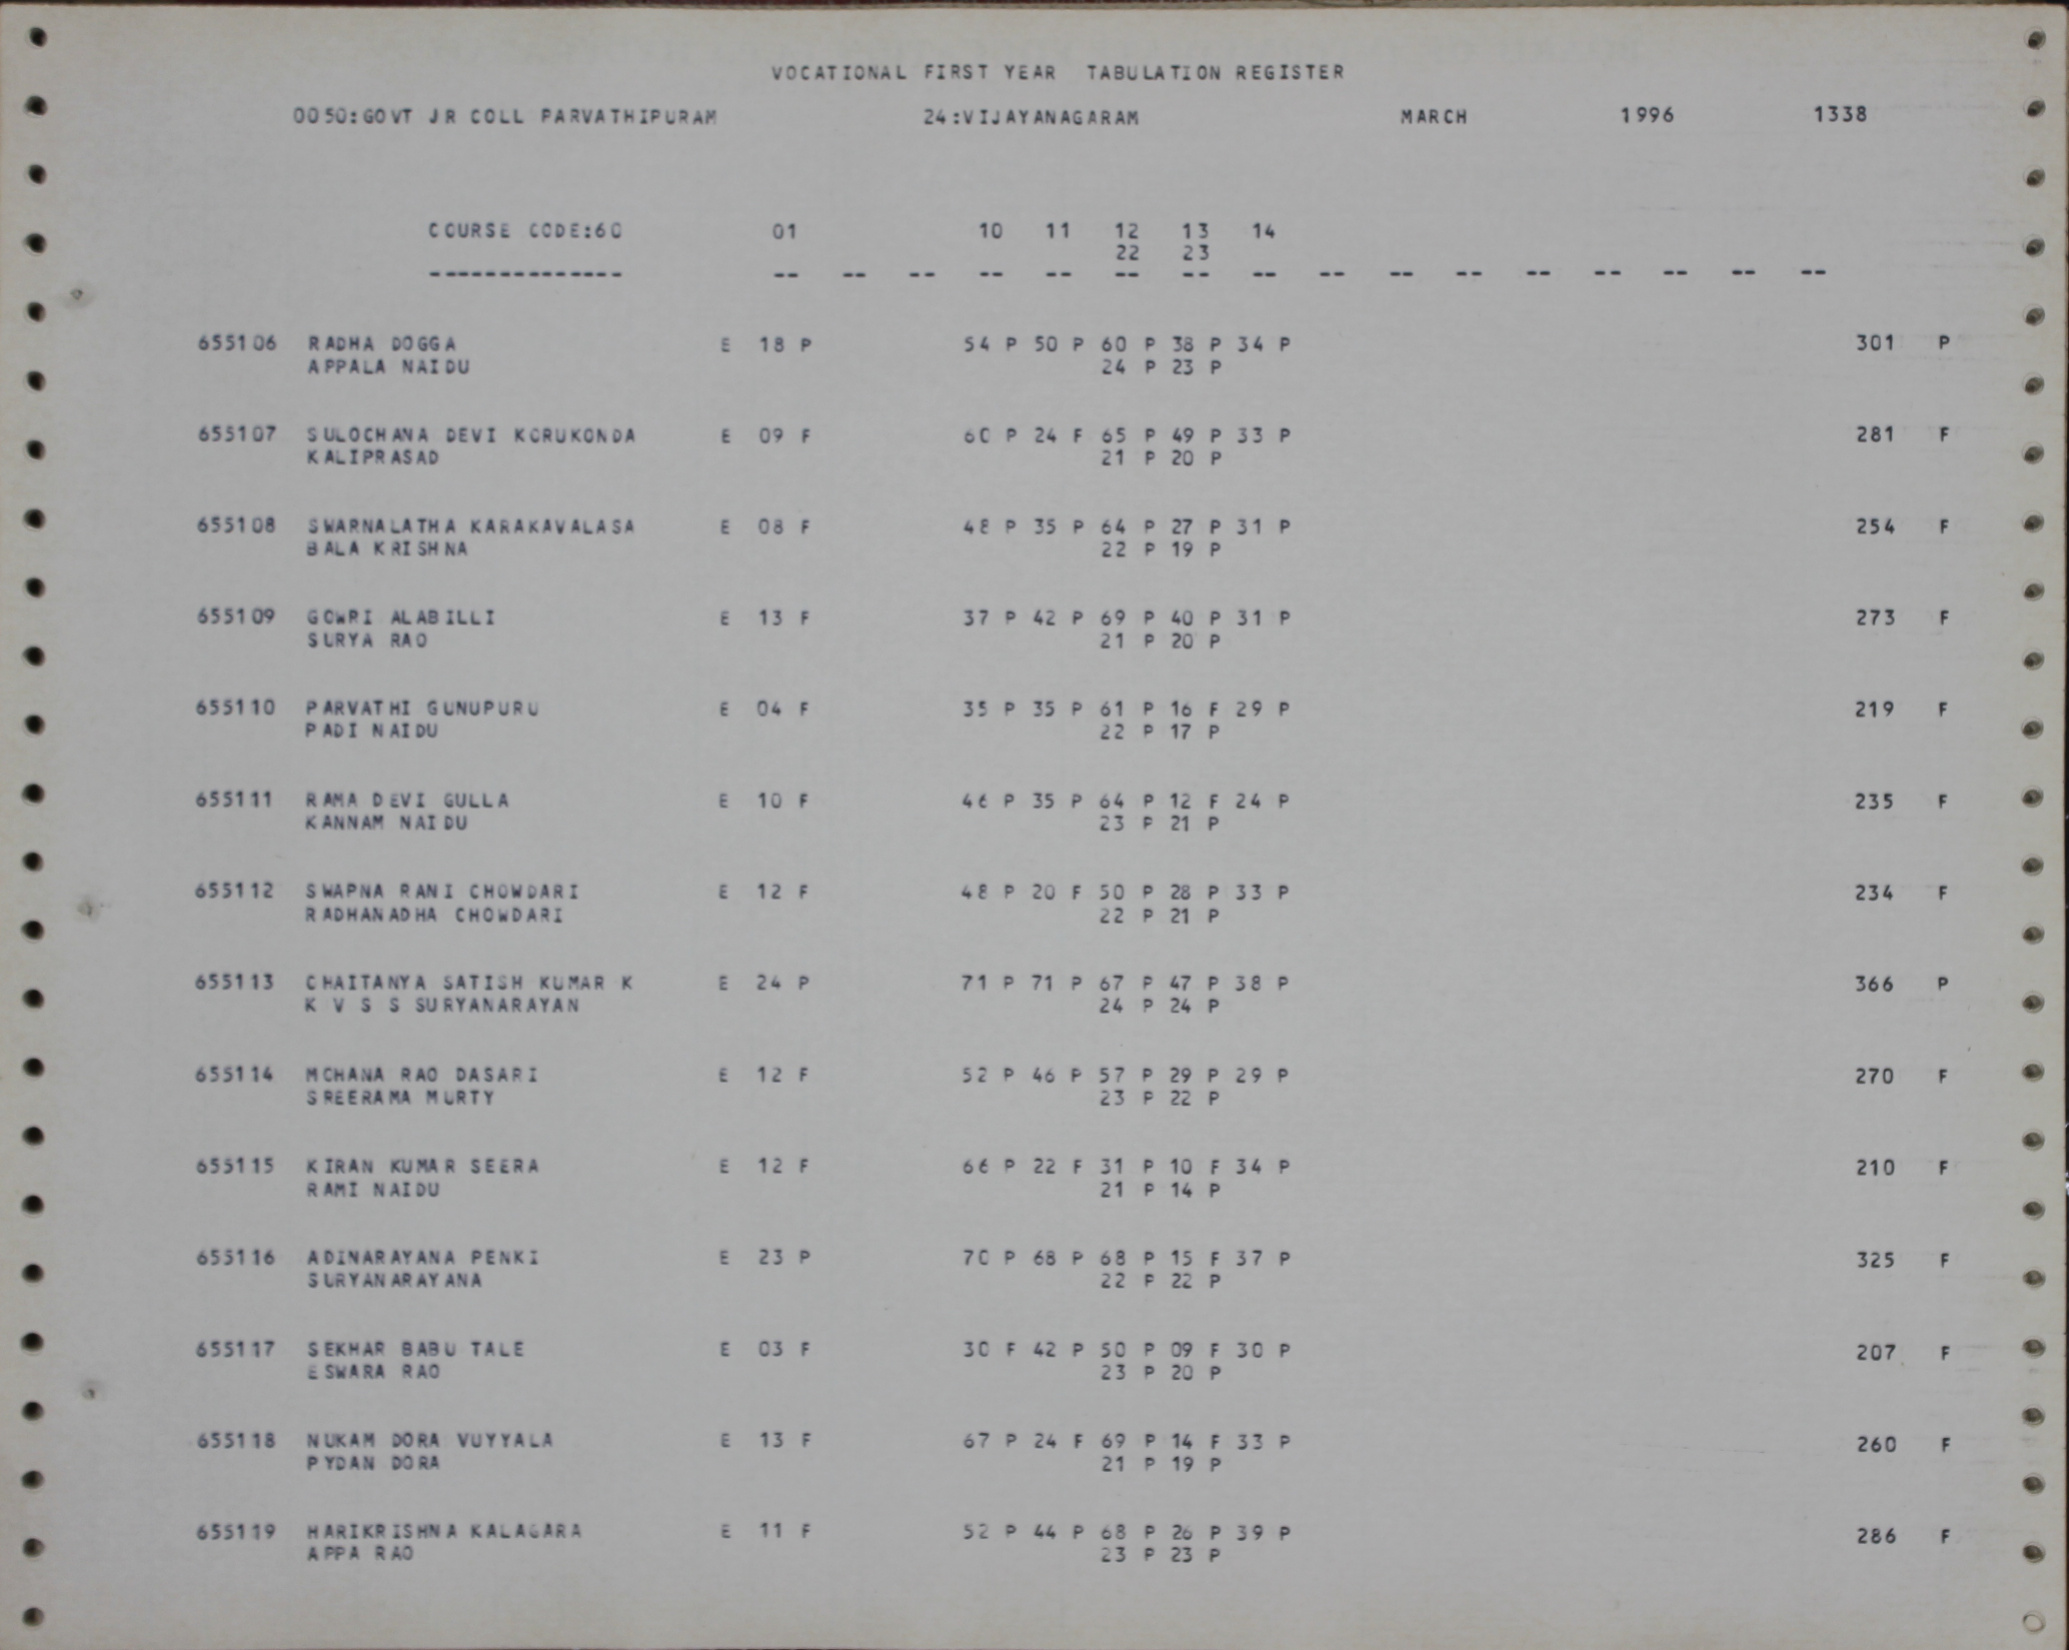 VOCATIONAL FIRST YEAR TABULATION REGISTER
0050:GOVT JR COLL PARVATHIPURAM 24:VIJAYANAGARAM MARCH 1996 1338
COURSE CODE:60 01 10 11 12 13 14
22 23
-------------- -- -- -- -- -- -- -- -- -- -- -- -- -- -- -- --
655106 RADHA DOGGA E 18 P 54 P 50 P 60 P 38 P 34 P 301 P
APPALA NAIDU 24 P 23 P
655107 SULOCHANA DEVI KORUKONDA E 09 F 60 P 24 F 65 P 49 P 33 P 281 F
KALIPRASAD 21 P 20 P
655108 SWARNALATHA KARAKAVALASA E 08 F 48 P 35 P 64 P 27 P 31 P 254 F
BALA KRISHNA 22 P 19 P
655109 GOWRI ALABILLI E 13 F 37 P 42 P 69 P 40 P 31 P 273 F
SURYA RAO 21 P 20 P
655110 PARVATHI GUNUPURU E 04 F 35 P 35 P 61 P 16 F 29 P 219 F
PADI NAIDU 22 P 17 P
655111 RAMA DEVI GULLA E 10 F 46 P 35 P 64 P 12 F 24 P 235 F
KANNAM NAIDU 23 P 21 P
655112 SWAPNA RANI CHOWDARI E 12 F 48 P 20 F 50 P 28 P 33 P 234 F
RADHANADHA CHOWDARI 22 P 21 P
655113 CHAITANYA SATISH KUMAR K E 24 P 71 P 71 P 67 P 47 P 38 P 366 P
K V S S SURYANARAYAN 24 P 24 P
655114 MOHANA RAO DASARI E 12 F 52 P 46 P 57 P 29 P 29 P 270 F
SREERAMA MURTY 23 P 22 P
655115 KIRAN KUMAR SEERA E 12 F 66 P 22 F 31 P 10 F 34 P 210 F
RAMI NAIDU 21 P 14 P
655116 ADINARAYANA PENKI E 23 P 70 P 68 P 68 P 15 F 37 P 325 F
SURYANARAYANA 22 P 22 P
655117 SEKHAR BABU TALE E 03 F 30 F 42 P 50 P 09 F 30 P 207 F
ESWARA RAO 23 P 20 P
655118 NUKAM DORA VUYYALA E 13 F 67 P 24 F 69 P 14 F 33 P 260 F
PYDAN DORA 21 P 19 P
655119 HARIKRISHNA KALAGARA E 11 F 52 P 44 P 68 P 26 P 39 P 286 F
APPA RAO 23 P 23 P